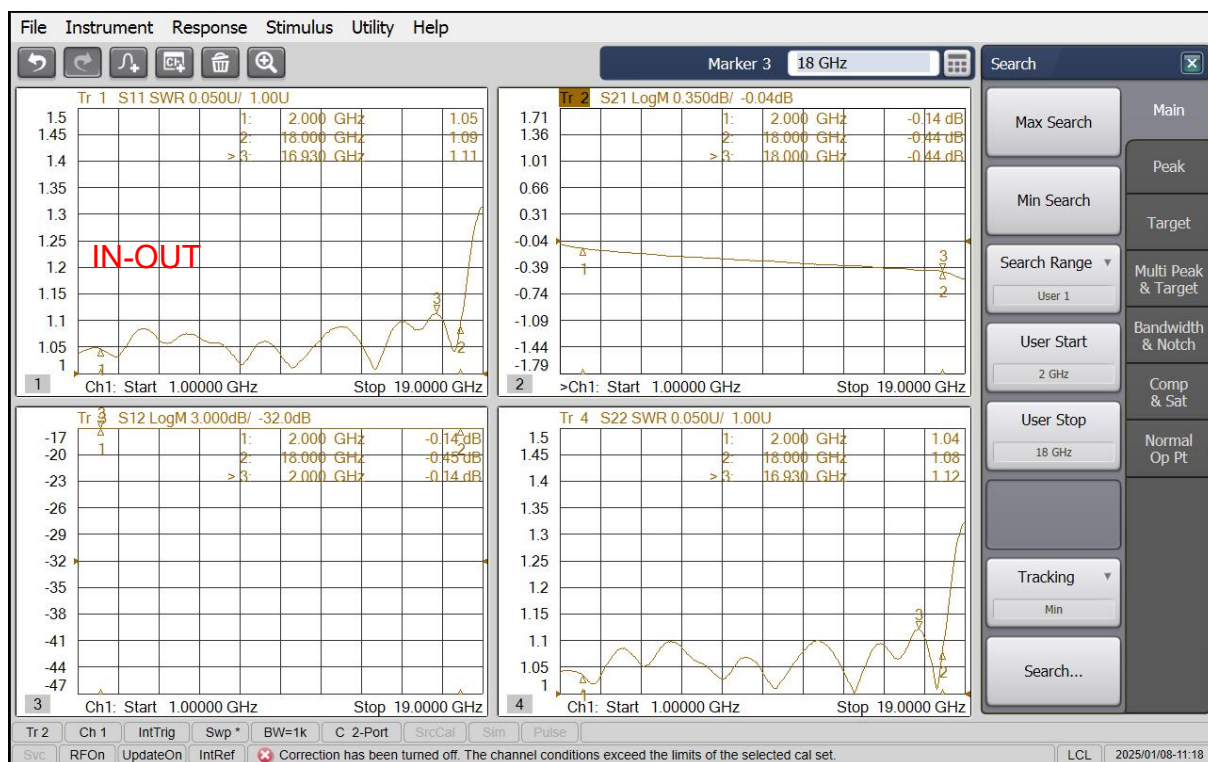 File Instrument Response Stimulus Utility Help
Marker 3 18 GHz
Search
Tr 1 S11 SWR 0.050U/ 1.00U
1.5
1.45
1.4
1.35
1.3
1.25
1.2
1.15
1.1
1.05
1
1: 2.000 GHz 1.05
2: 18.000 GHz 1.09
> 3: 16.930 GHz 1.11
IN-OUT
3
1
2
1 Ch1: Start 1.00000 GHz Stop 19.0000 GHz
Tr 2 S21 LogM 0.350dB/ -0.04dB
1.71
1.36
1.01
0.66
0.31
-0.04
-0.39
-0.74
-1.09
-1.44
-1.79
1: 2.000 GHz -0.14 dB
2: 18.000 GHz -0.44 dB
> 3: 18.000 GHz -0.44 dB
1
3
2
2 >Ch1: Start 1.00000 GHz Stop 19.0000 GHz
Tr 3 S12 LogM 3.000dB/ -32.0dB
-17
-20
-23
-26
-29
-32
-35
-38
-41
-44
-47
3
1
1: 2.000 GHz -0.14 dB
2: 18.000 GHz -0.45 dB
> 3: 2.000 GHz -0.14 dB
2
3 Ch1: Start 1.00000 GHz Stop 19.0000 GHz
Tr 4 S22 SWR 0.050U/ 1.00U
1.5
1.45
1.4
1.35
1.3
1.25
1.2
1.15
1.1
1.05
1
1: 2.000 GHz 1.04
2: 18.000 GHz 1.08
> 3: 16.930 GHz 1.12
3
1
2
4 Ch1: Start 1.00000 GHz Stop 19.0000 GHz
Max Search
Min Search
Search Range
User 1
User Start
2 GHz
User Stop
18 GHz
Tracking
Min
Search...
Main
Peak
Target
Multi Peak
& Target
Bandwidth
& Notch
Comp
& Sat
Normal
Op Pt
Tr 2 Ch 1 IntTrig Swp * BW=1k C 2-Port SrcCal Sim Pulse
Svc RFOn UpdateOn IntRef Correction has been turned off. The channel conditions exceed the limits of the selected cal set. LCL 2025/01/08-11:18